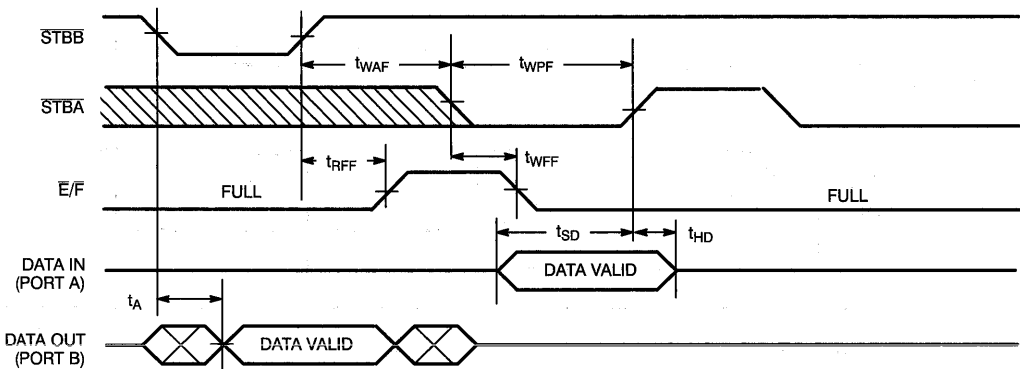 STBB
tWAF
tWPF
STBA
tRFF
tWFF
E/F
FULL
FULL
tSD
tHD
DATA IN
(PORT A)
DATA VALID
tA
DATA OUT
(PORT B)
DATA VALID